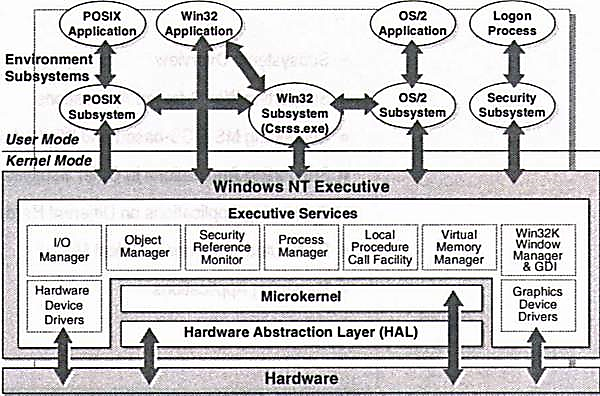 POSIX Application
Win32 Application
OS/2 Application
Logon Process
Environment Subsystems
POSIX Subsystem
Win32 Subsystem (Csrss.exe)
OS/2 Subsystem
Security Subsystem
User Mode
Kernel Mode
Windows NT Executive
Executive Services
I/O Manager
Object Manager
Security Reference Monitor
Process Manager
Local Procedure Call Facility
Virtual Memory Manager
Win32K Window Manager & GDI
Hardware Device Drivers
Graphics Device Drivers
Microkernel
Hardware Abstraction Layer (HAL)
Hardware